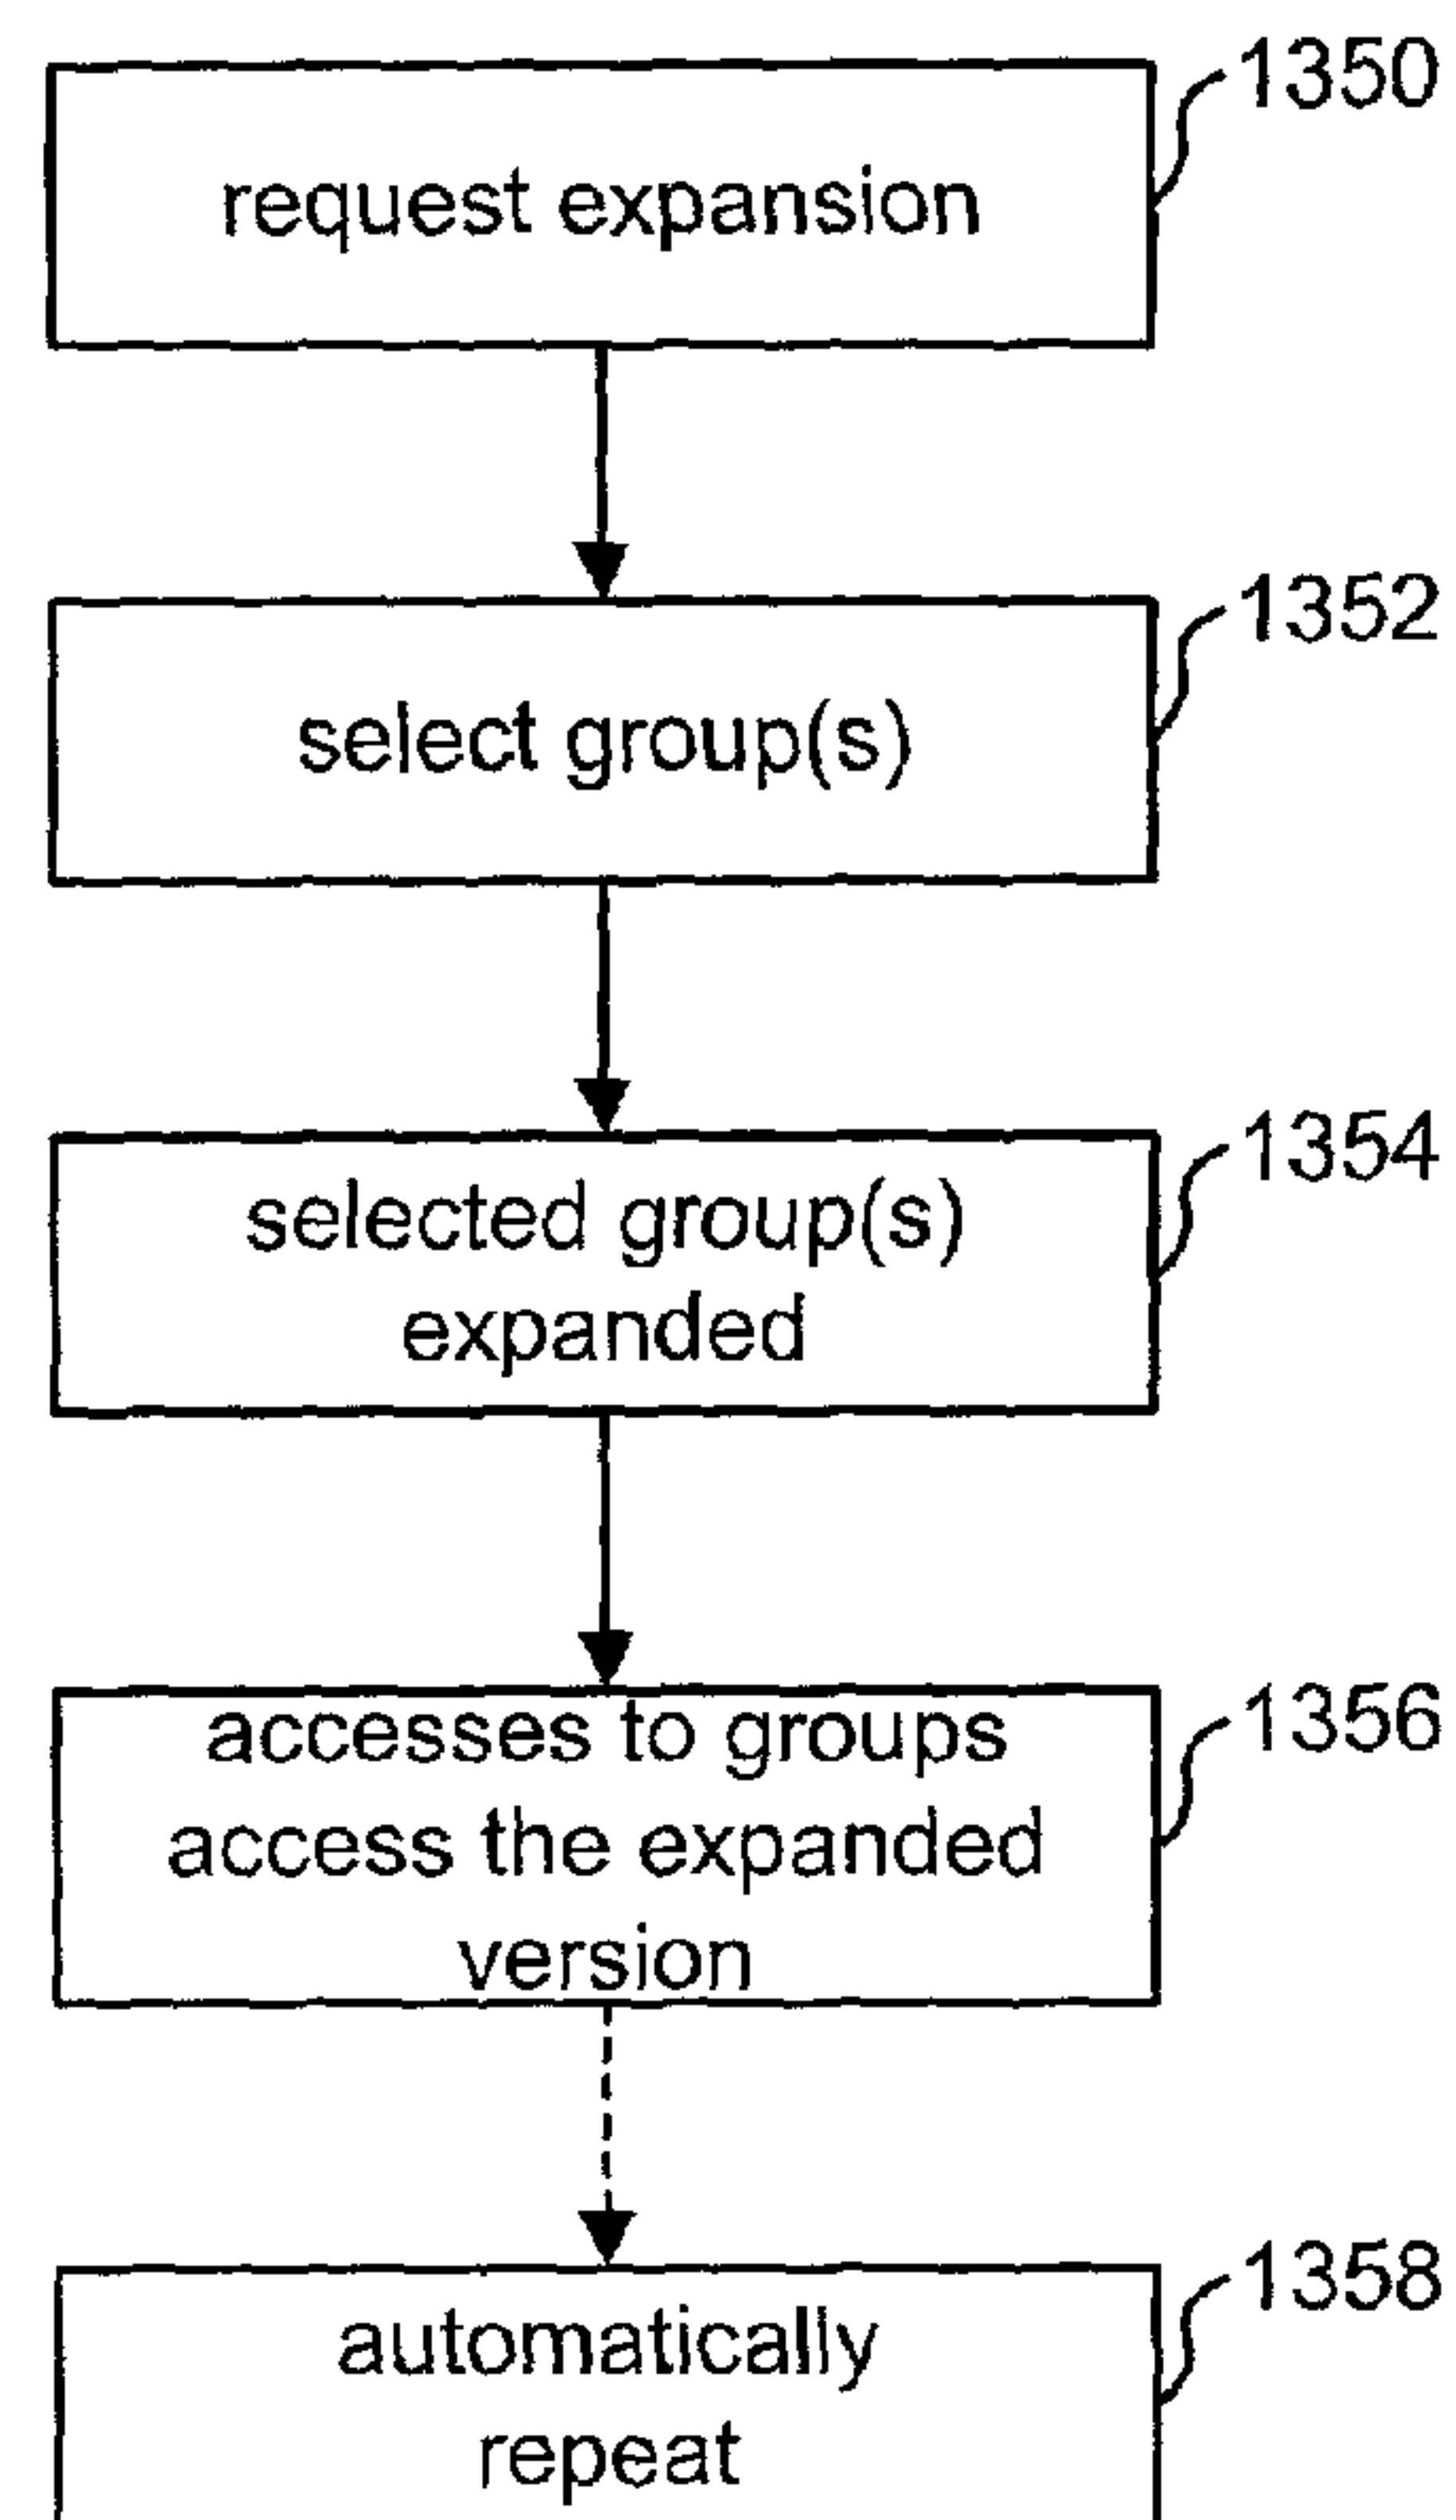 1350
request expansion
1352
select group(s)
1354
selected group(s)
expanded
1356
accesses to groups
access the expanded
version
1358
automatically
repeat